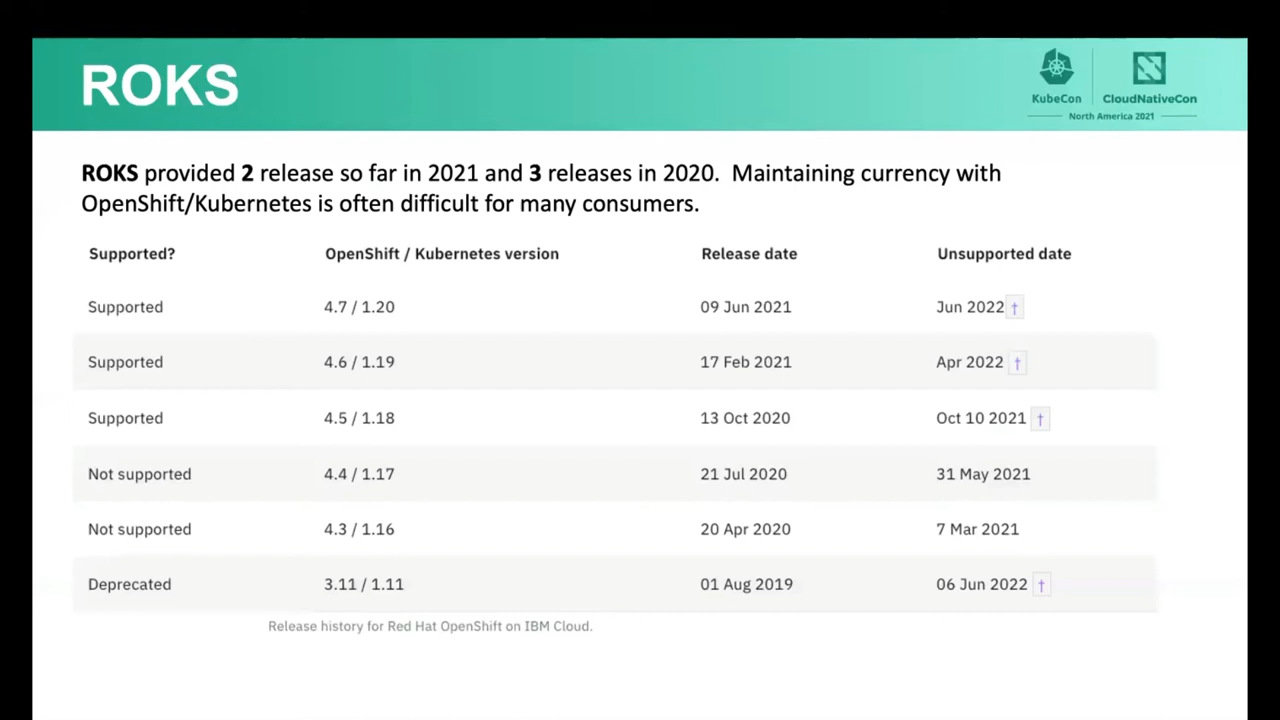 ROKS
KubeCon
CloudNativeCon
North America 2021
ROKS provided 2 release so far in 2021 and 3 releases in 2020. Maintaining currency with
OpenShift/Kubernetes is often difficult for many consumers.
Supported? OpenShift / Kubernetes version Release date Unsupported date
Supported 4.7 / 1.20 09 Jun 2021 Jun 2022 †
Supported 4.6 / 1.19 17 Feb 2021 Apr 2022 †
Supported 4.5 / 1.18 13 Oct 2020 Oct 10 2021 †
Not supported 4.4 / 1.17 21 Jul 2020 31 May 2021
Not supported 4.3 / 1.16 20 Apr 2020 7 Mar 2021
Deprecated 3.11 / 1.11 01 Aug 2019 06 Jun 2022 †
Release history for Red Hat OpenShift on IBM Cloud.